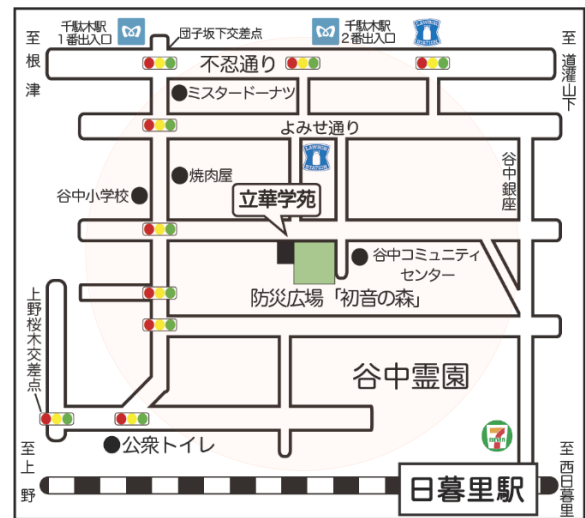 千駄木駅
1番出入口
団子坂下交差点
千駄木駅
2番出入口
LAWSON
STATION
至根津
不忍通り
至道灌山下
ミスタードーナツ
よみせ通り
LAWSON
STATION
焼肉屋
谷中小学校
谷中銀座
立華学苑
谷中コミュニティ
センター
防災広場「初音の森」
上野桜木交差点
谷中霊園
公衆トイレ
至上野
日暮里駅
至西日暮里